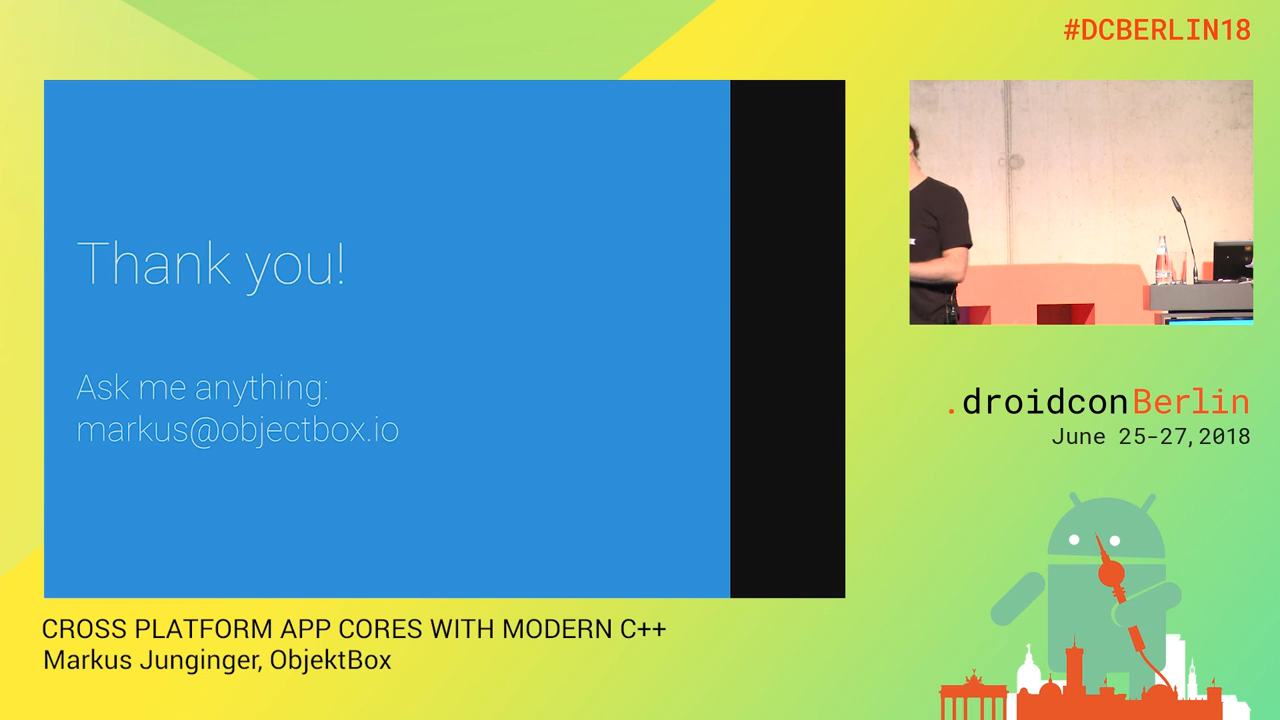 #DCBERLIN18
Thank you!
Ask me anything:
markus@objectbox.io
.droidconBerlin
June 25-27, 2018
CROSS PLATFORM APP CORES WITH MODERN C++
Markus Junginger, ObjektBox